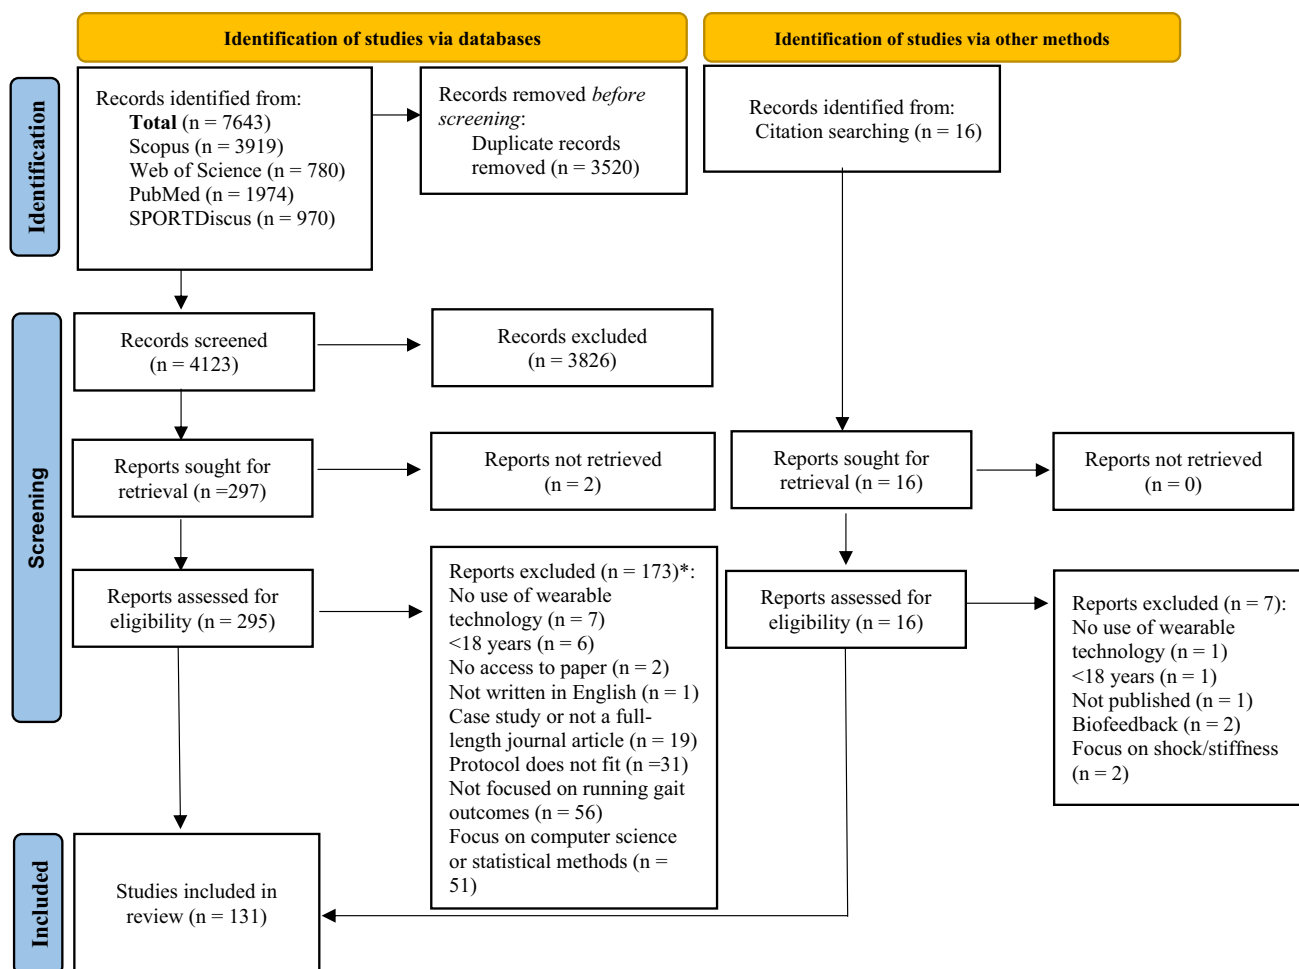 Identification of studies via databases
Identification of studies via other methods
Identification
Records identified from:
Total (n = 7643)
Scopus (n = 3919)
Web of Science (n = 780)
PubMed (n = 1974)
SPORTDiscus (n = 970)
Records removed before
screening:
Duplicate records
removed (n = 3520)
Records identified from:
Citation searching (n = 16)
Screening
Records screened
(n = 4123)
Records excluded
(n = 3826)
Reports sought for
retrieval (n =297)
Reports not retrieved
(n = 2)
Reports sought for
retrieval (n = 16)
Reports not retrieved
(n = 0)
Reports assessed for
eligibility (n = 295)
Reports excluded (n = 173)*:
No use of wearable
technology (n = 7)
<18 years (n = 6)
No access to paper (n = 2)
Not written in English (n = 1)
Case study or not a full-
length journal article (n = 19)
Protocol does not fit (n =31)
Not focused on running gait
outcomes (n = 56)
Focus on computer science
or statistical methods (n =
51)
Reports assessed for
eligibility (n = 16)
Reports excluded (n = 7):
No use of wearable
technology (n = 1)
<18 years (n = 1)
Not published (n = 1)
Biofeedback (n = 2)
Focus on shock/stiffness
(n = 2)
Included
Studies included in
review (n = 131)